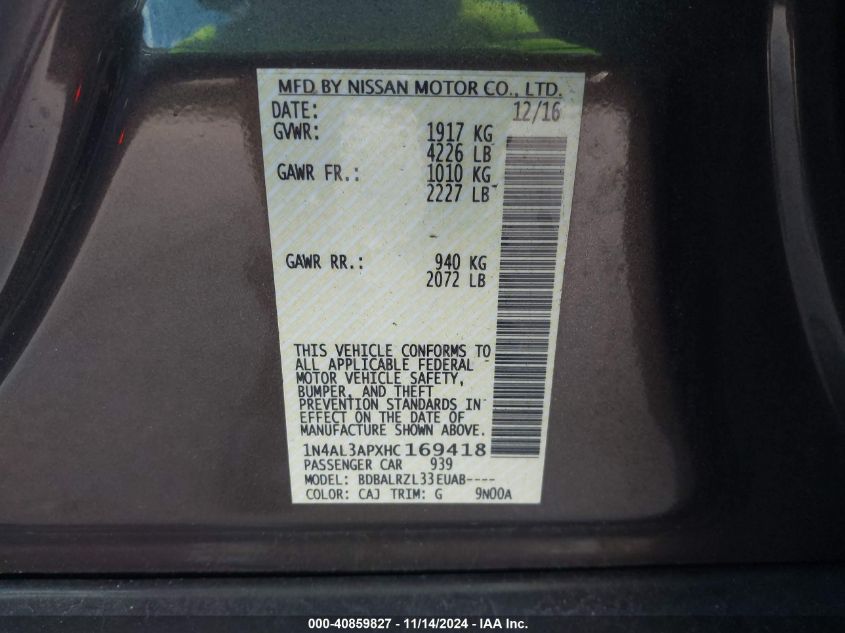 MFD BY NISSAN MOTOR CO., LTD.
DATE: 12/16
GVWR: 1917 KG
4226 LB
GAWR FR.: 1010 KG
2227 LB
GAWR RR.: 940 KG
2072 LB
THIS VEHICLE CONFORMS TO
ALL APPLICABLE FEDERAL
MOTOR VEHICLE SAFETY,
BUMPER, AND THEFT
PREVENTION STANDARDS IN
EFFECT ON THE DATE OF
MANUFACTURE SHOWN ABOVE.
1N4AL3APXHC 169418
PASSENGER CAR 939
MODEL: BDBALRZL33EUAB----
COLOR: CAJ TRIM: G 9N00A
000-40859827 - 11/14/2024 - IAA Inc.